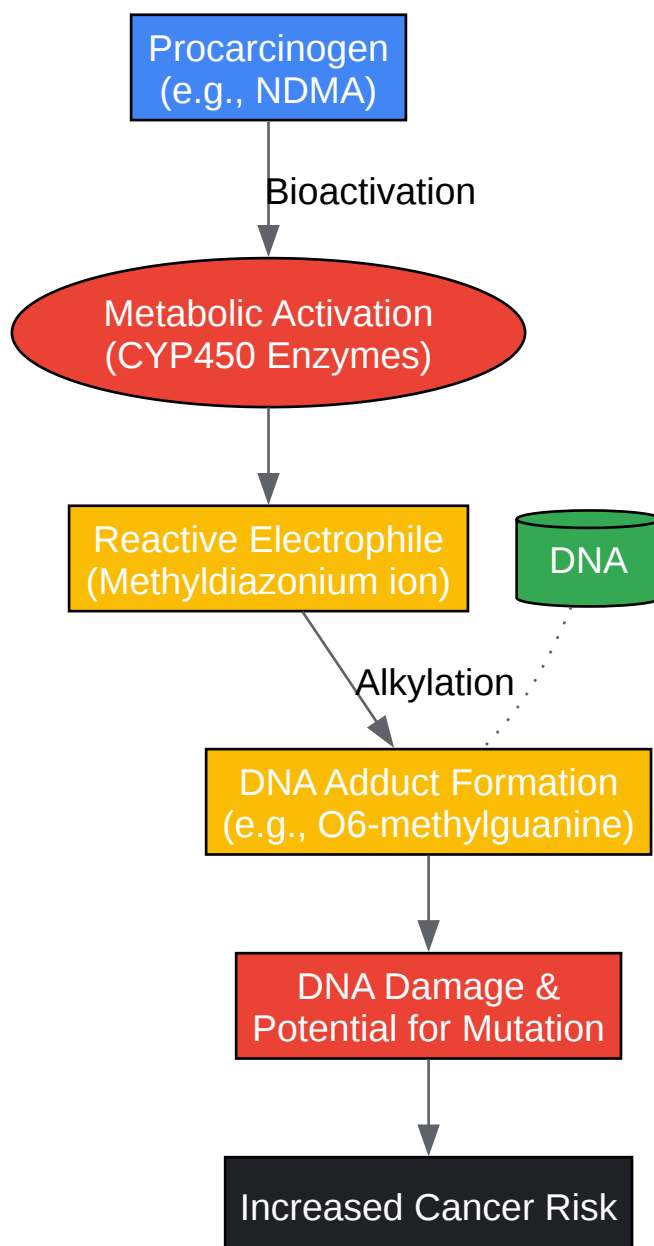 Procarcinogen
(e.g., NDMA)
Bioactivation
Metabolic Activation
(CYP450 Enzymes)
Reactive Electrophile
(Methyldiazonium ion)
DNA
Alkylation
DNA Adduct Formation
(e.g., O6-methylguanine)
DNA Damage &
Potential for Mutation
Increased Cancer Risk